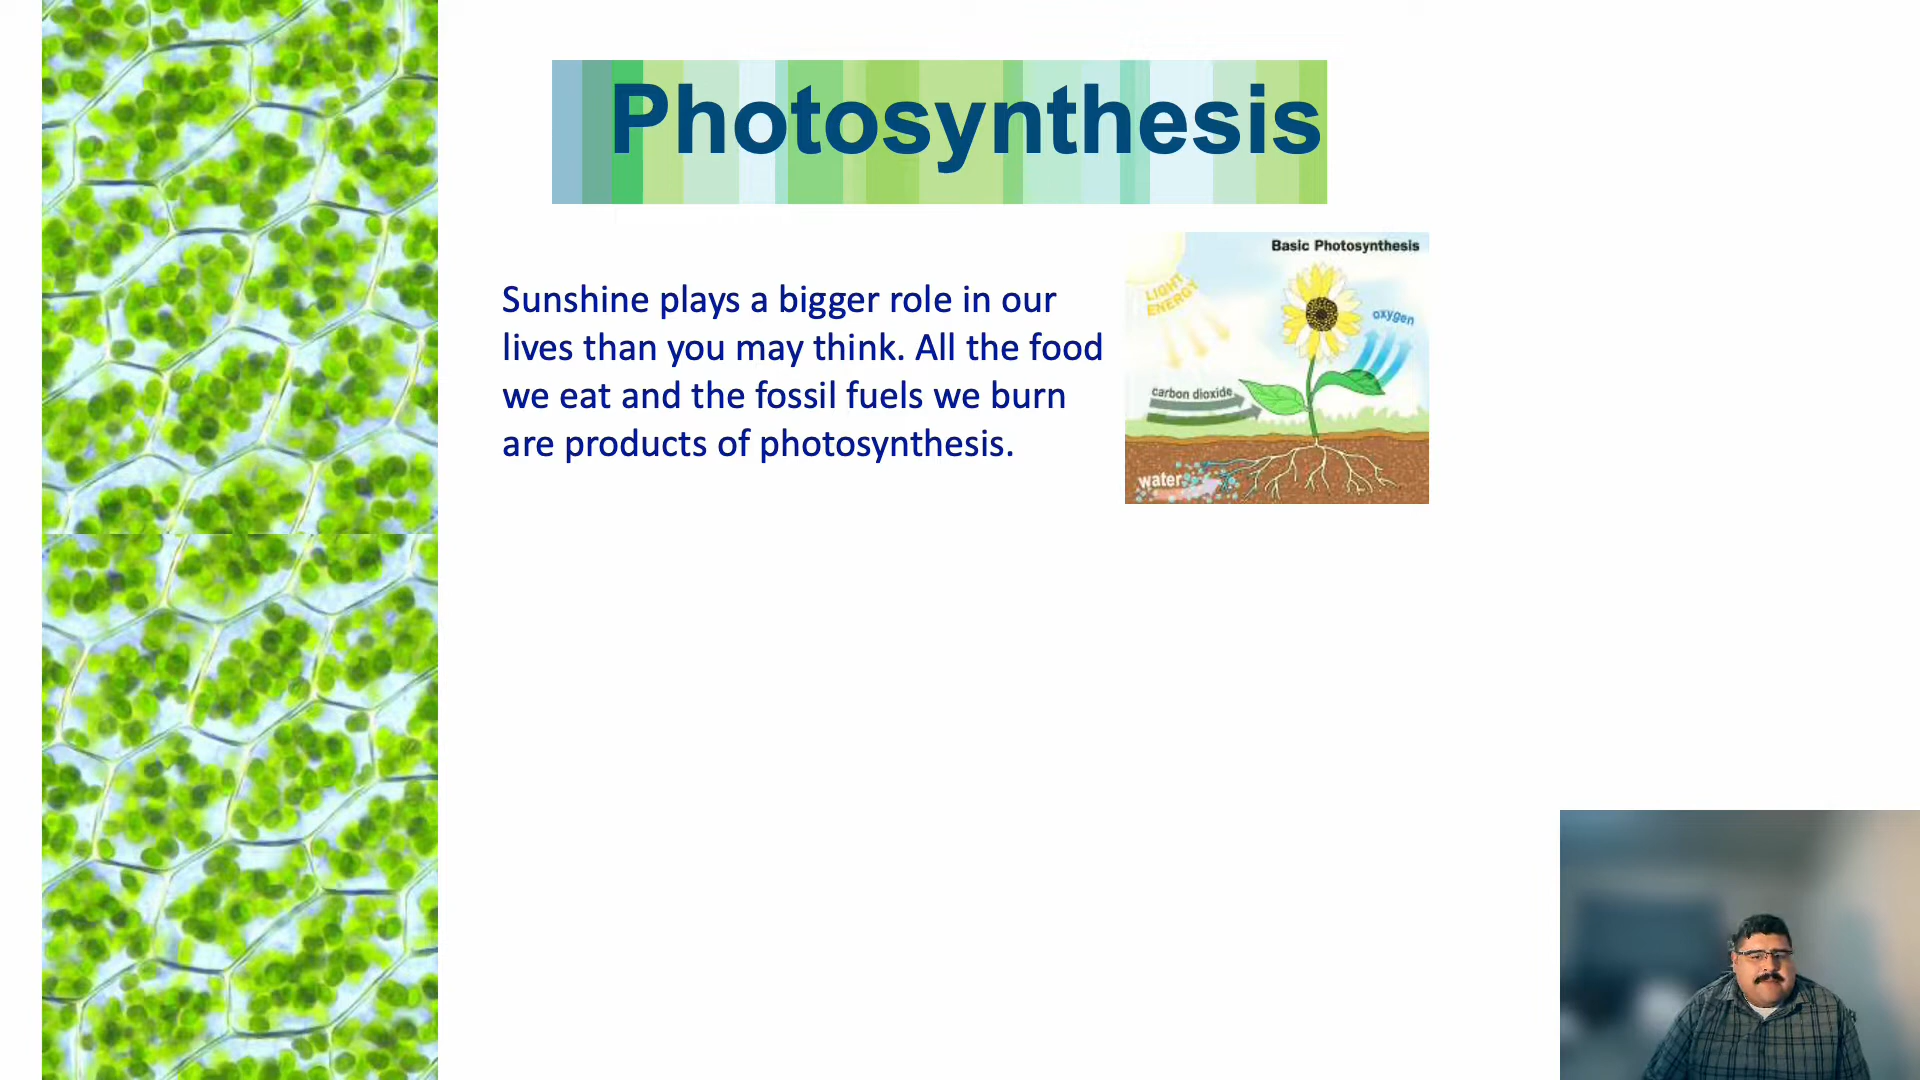 Photosynthesis
Sunshine plays a bigger role in our
lives than you may think. All the food
we eat and the fossil fuels we burn
are products of photosynthesis.
Basic Photosynthesis
LIGHT
ENERGY
oxygen
carbon dioxide
water